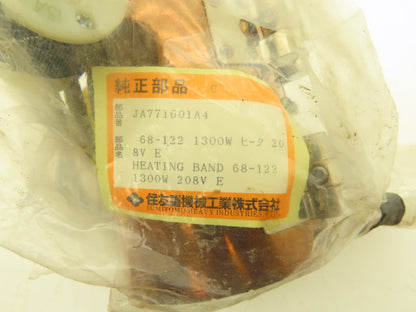 純正部品 C
部品番 JA771601A4
部品名 68-122 1300W ヒータ 20
8V E
HEATING BAND 68-122
1300W 208V E
住友重機械工業株式会社
SUMITOMO HEAVY INDUSTRIES, LTD.